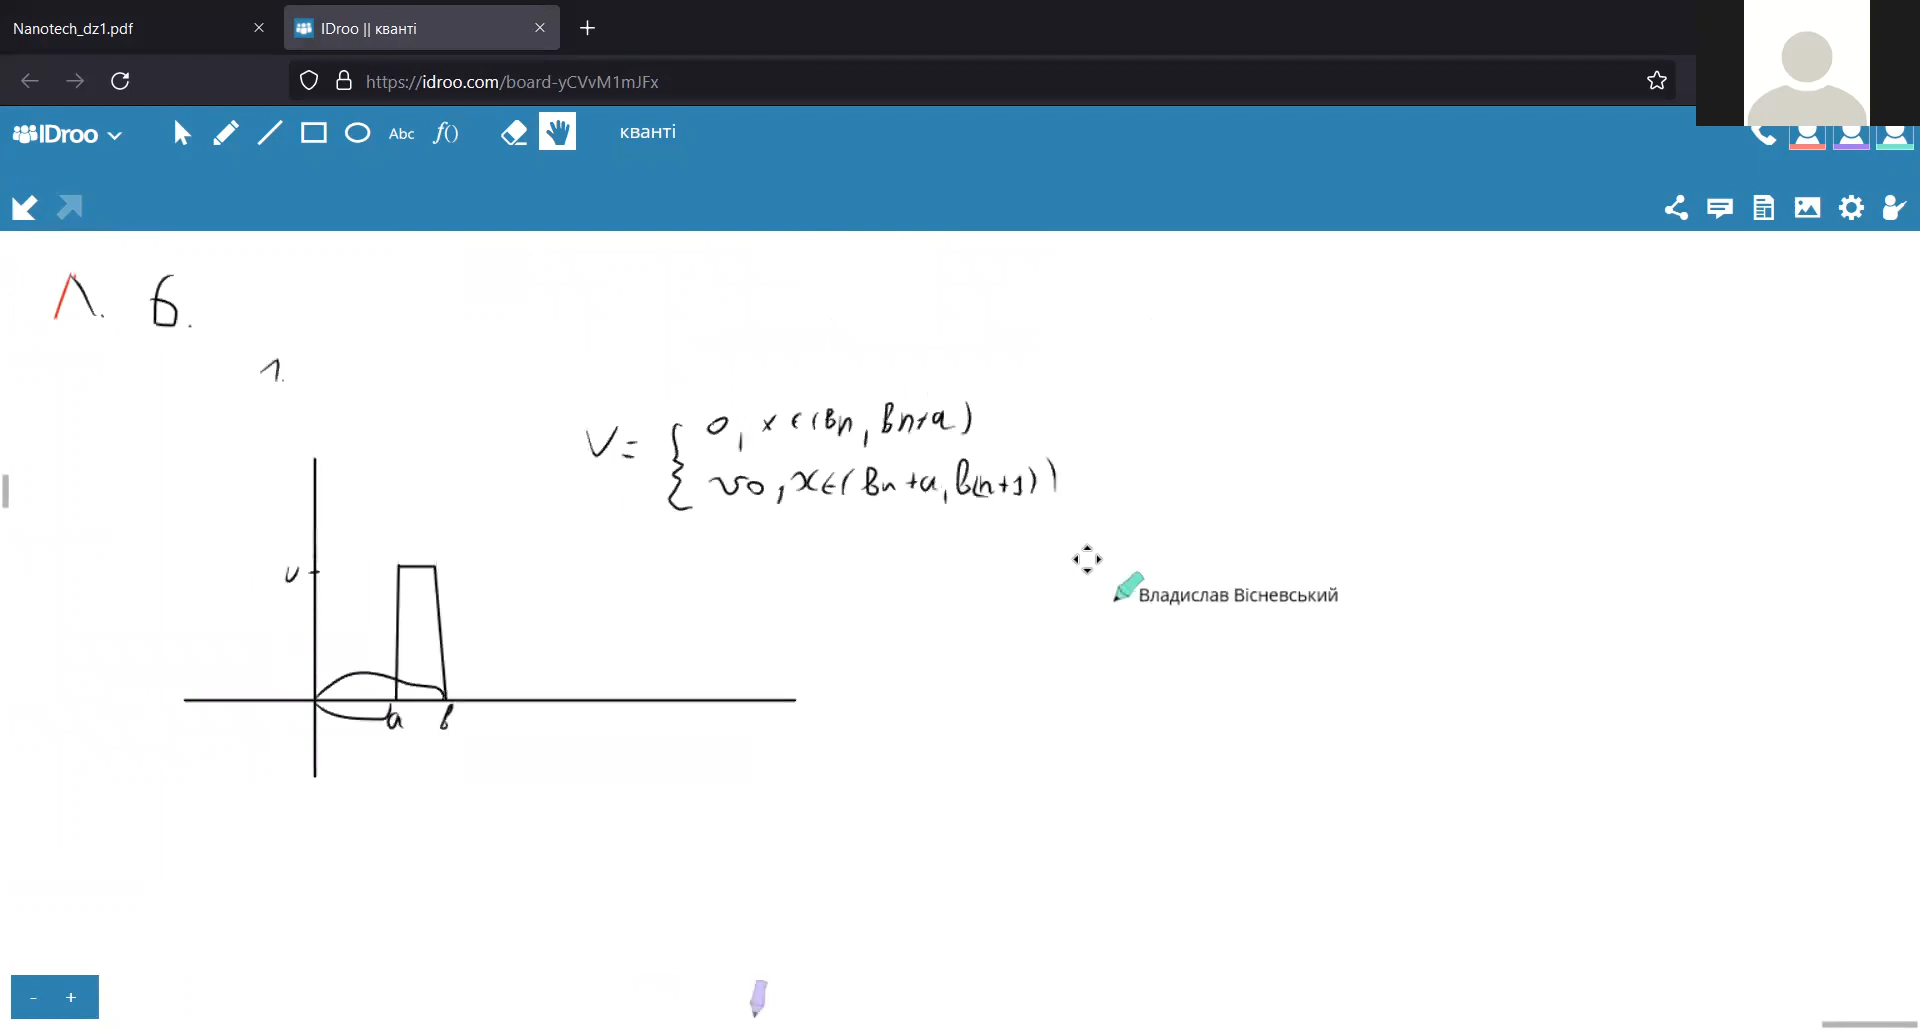 Nanotech_dz1.pdf
IDroo || кванті
https://idroo.com/board-yCVvM1mJFx
IDroo
Abc
f()
кванті
Л. Б.
1.
V = { 0, x ∈ (bn, bn+a)
v0, x ∈ (bn+a, b(n+1))
Владислав Вісневський
U
a b
- +